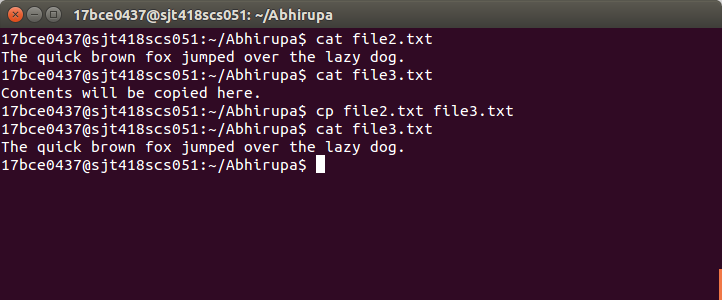 17bce0437@sjt418scs051: ~/Abhirupa
17bce0437@sjt418scs051:~/Abhirupa$ cat file2.txt
The quick brown fox jumped over the lazy dog.
17bce0437@sjt418scs051:~/Abhirupa$ cat file3.txt
Contents will be copied here.
17bce0437@sjt418scs051:~/Abhirupa$ cp file2.txt file3.txt
17bce0437@sjt418scs051:~/Abhirupa$ cat file3.txt
The quick brown fox jumped over the lazy dog.
17bce0437@sjt418scs051:~/Abhirupa$